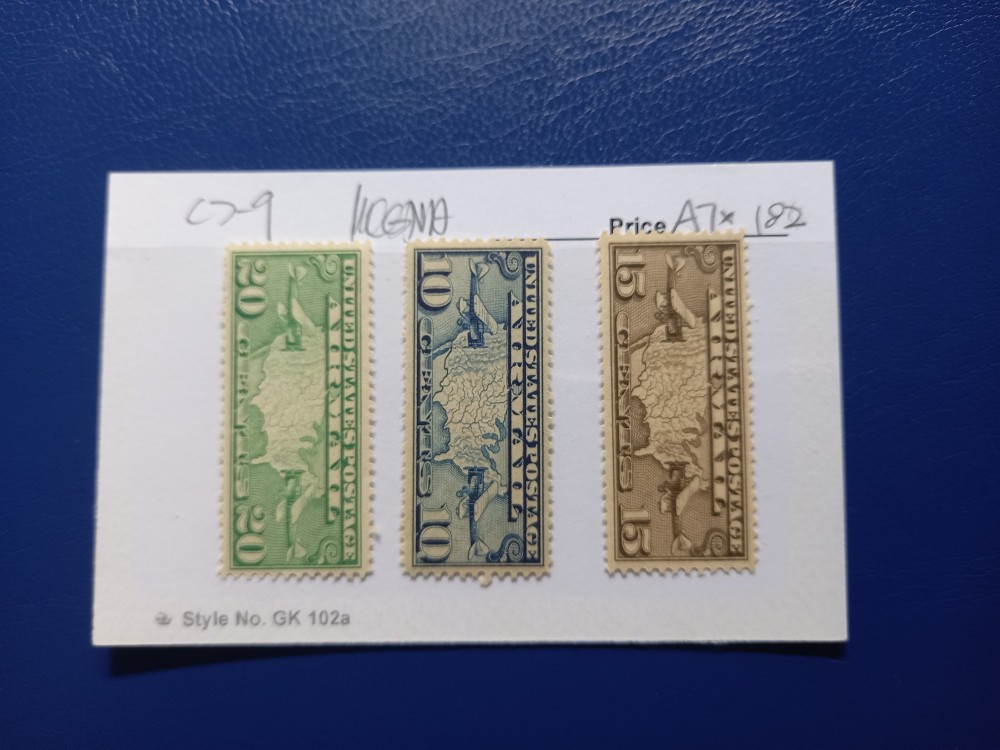 C7-9 Price A7x 182
20 CENTS 20
UNITED STATES POSTAGE
AIR MAIL
10 CENTS 10
UNITED STATES POSTAGE
AIR MAIL
15 CENTS 15
UNITED STATES POSTAGE
AIR MAIL
Style No. GK 102a